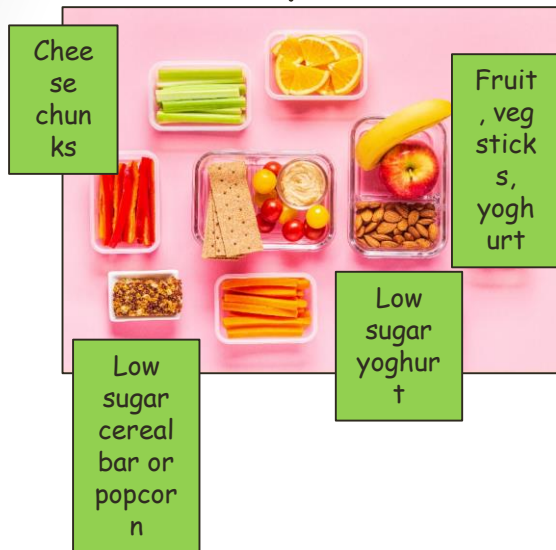 Chee
se
chun
ks
Fruit
, veg
stick
s,
yogh
urt
Low
sugar
yoghur
t
Low
sugar
cereal
bar or
popcor
n